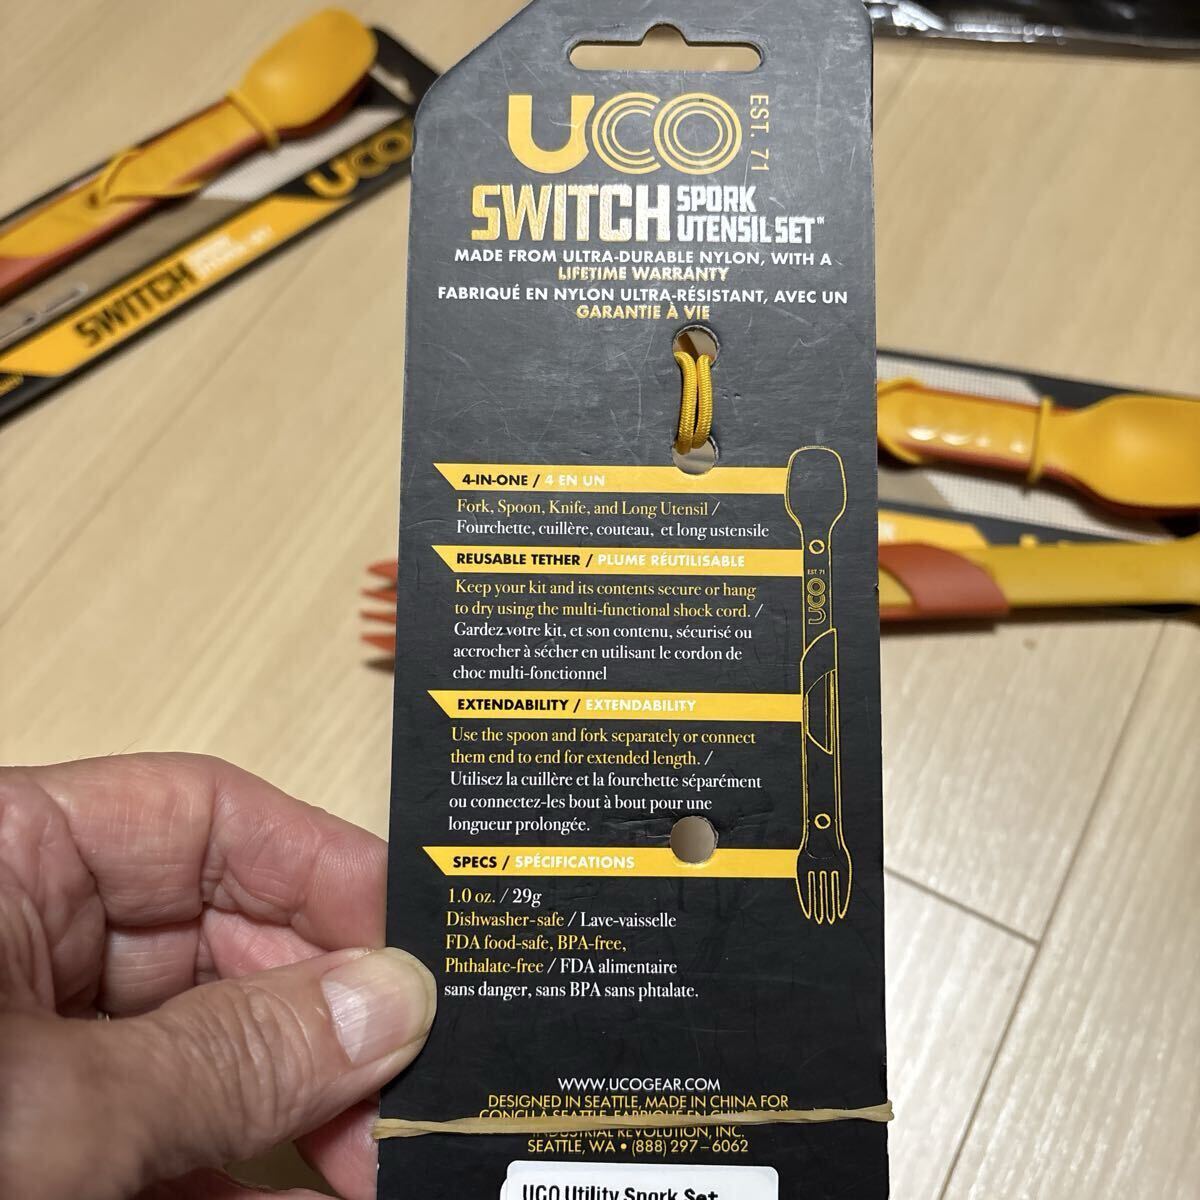 UCO
EST. 71
SWITCH SPORK
UTENSIL SET™
MADE FROM ULTRA-DURABLE NYLON, WITH A
LIFETIME WARRANTY
FABRIQUÉ EN NYLON ULTRA-RÉSISTANT, AVEC UN
GARANTIE À VIE
4-IN-ONE / 4 EN UN
Fork, Spoon, Knife, and Long Utensil /
Fourchette, cuillère, couteau, et long ustensile
REUSABLE TETHER / PLUME RÉUTILISABLE
Keep your kit and its contents secure or hang
to dry using the multi-functional shock cord. /
Gardez votre kit, et son contenu, sécurisé ou
accrocher à sécher en utilisant le cordon de
choc multi-fonctionnel
EXTENDABILITY / EXTENDABILITY
Use the spoon and fork separately or connect
them end to end for extended length. /
Utilisez la cuillère et la fourchette séparément
ou connectez-les bout à bout pour une
longueur prolongée.
SPECS / SPÉCIFICATIONS
1.0 oz. / 29g
Dishwasher-safe / Lave-vaisselle
FDA food-safe, BPA-free,
Phthalate-free / FDA alimentaire
sans danger, sans BPA sans phtalate.
EST. 71
UCO
WWW.UCOGEAR.COM
DESIGNED IN SEATTLE, MADE IN CHINA FOR
CONCU À SEATTLE, FABRIQUÉ EN
INDUSTRIAL REVOLUTION, INC.
SEATTLE, WA • (888) 297–6062
UCO Utility Spork Set
UCO
SWITCH